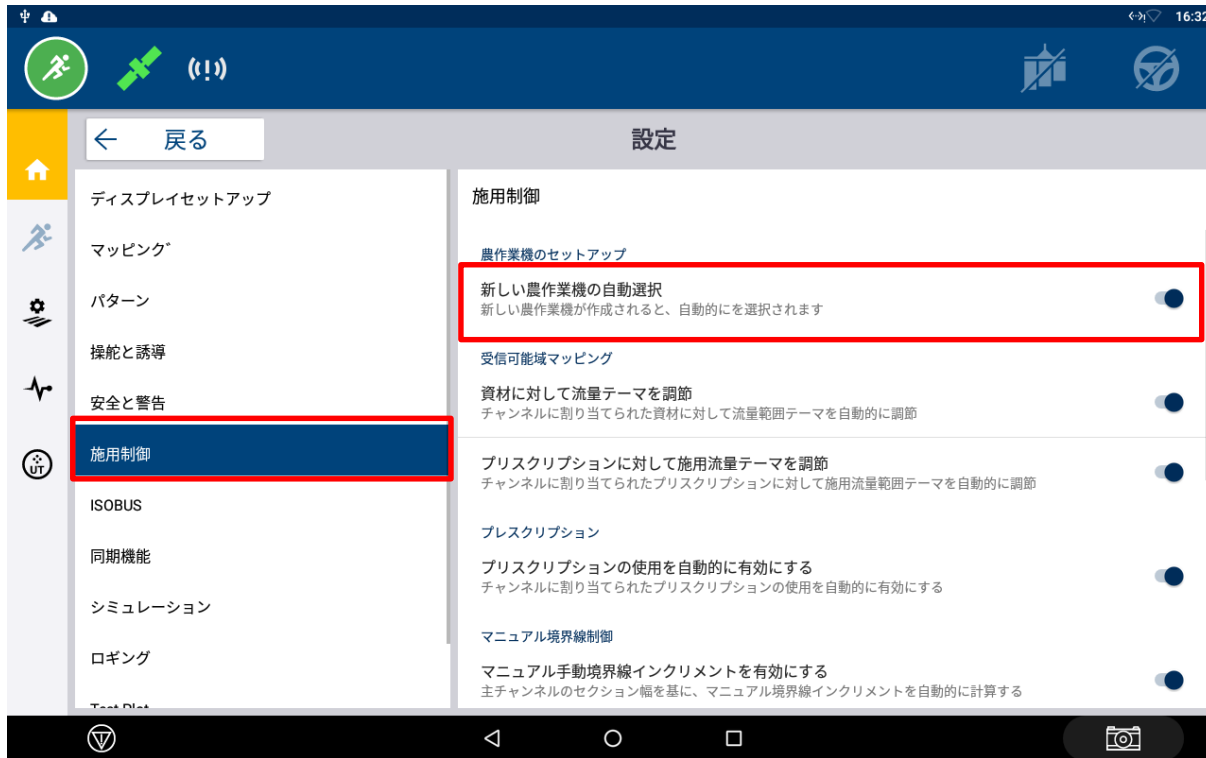 16:32
戻る
設定
ディスプレイセットアップ
マッピング゛
パターン
操舵と誘導
安全と警告
施用制御
ISOBUS
同期機能
シミュレーション
ロギング
Test Plot
施用制御
農作業機のセットアップ
新しい農作業機の自動選択
新しい農作業機が作成されると、自動的にを選択されます
受信可能域マッピング
資材に対して流量テーマを調節
チャンネルに割り当てられた資材に対して流量範囲テーマを自動的に調節
プリスクリプションに対して施用流量テーマを調節
チャンネルに割り当てられたプリスクリプションに対して施用流量範囲テーマを自動的に調節
プレスクリプション
プリスクリプションの使用を自動的に有効にする
チャンネルに割り当てられたプリスクリプションの使用を自動的に有効にする
マニュアル境界線制御
マニュアル手動境界線インクリメントを有効にする
主チャンネルのセクション幅を基に、マニュアル境界線インクリメントを自動的に計算する
UT